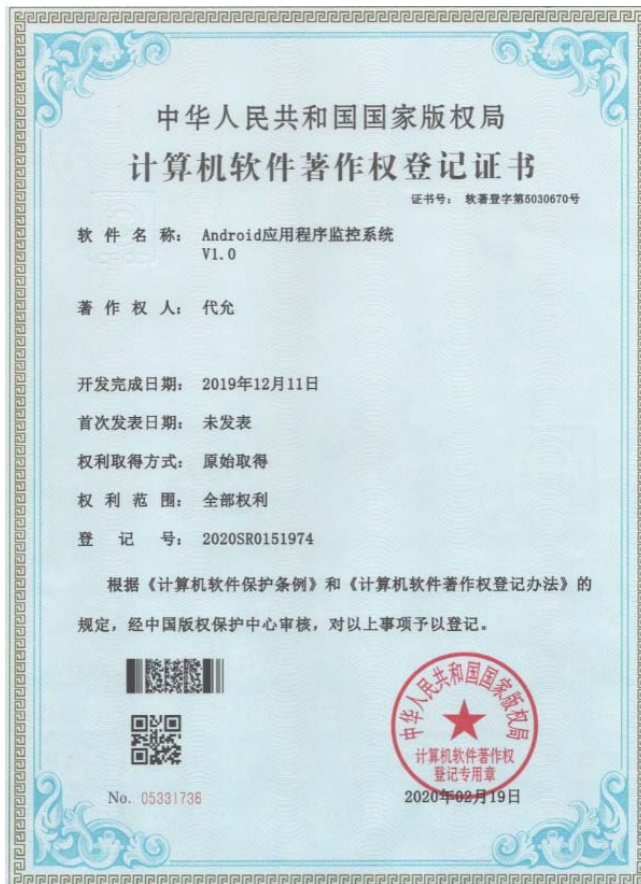 中华人民共和国国家版权局
计算机软件著作权登记证书
证书号： 软著登字第5030670号
软件名称： Android应用程序监控系统
V1.0
著作权人： 代允
开发完成日期： 2019年12月11日
首次发表日期： 未发表
权利取得方式： 原始取得
权利范围： 全部权利
登记号： 2020SR0151974
根据《计算机软件保护条例》和《计算机软件著作权登记办法》的
规定，经中国版权保护中心审核，对以上事项予以登记。
中华人民共和国国家版权局
计算机软件著作权
登记专用章
No. 05331736
2020年02月19日